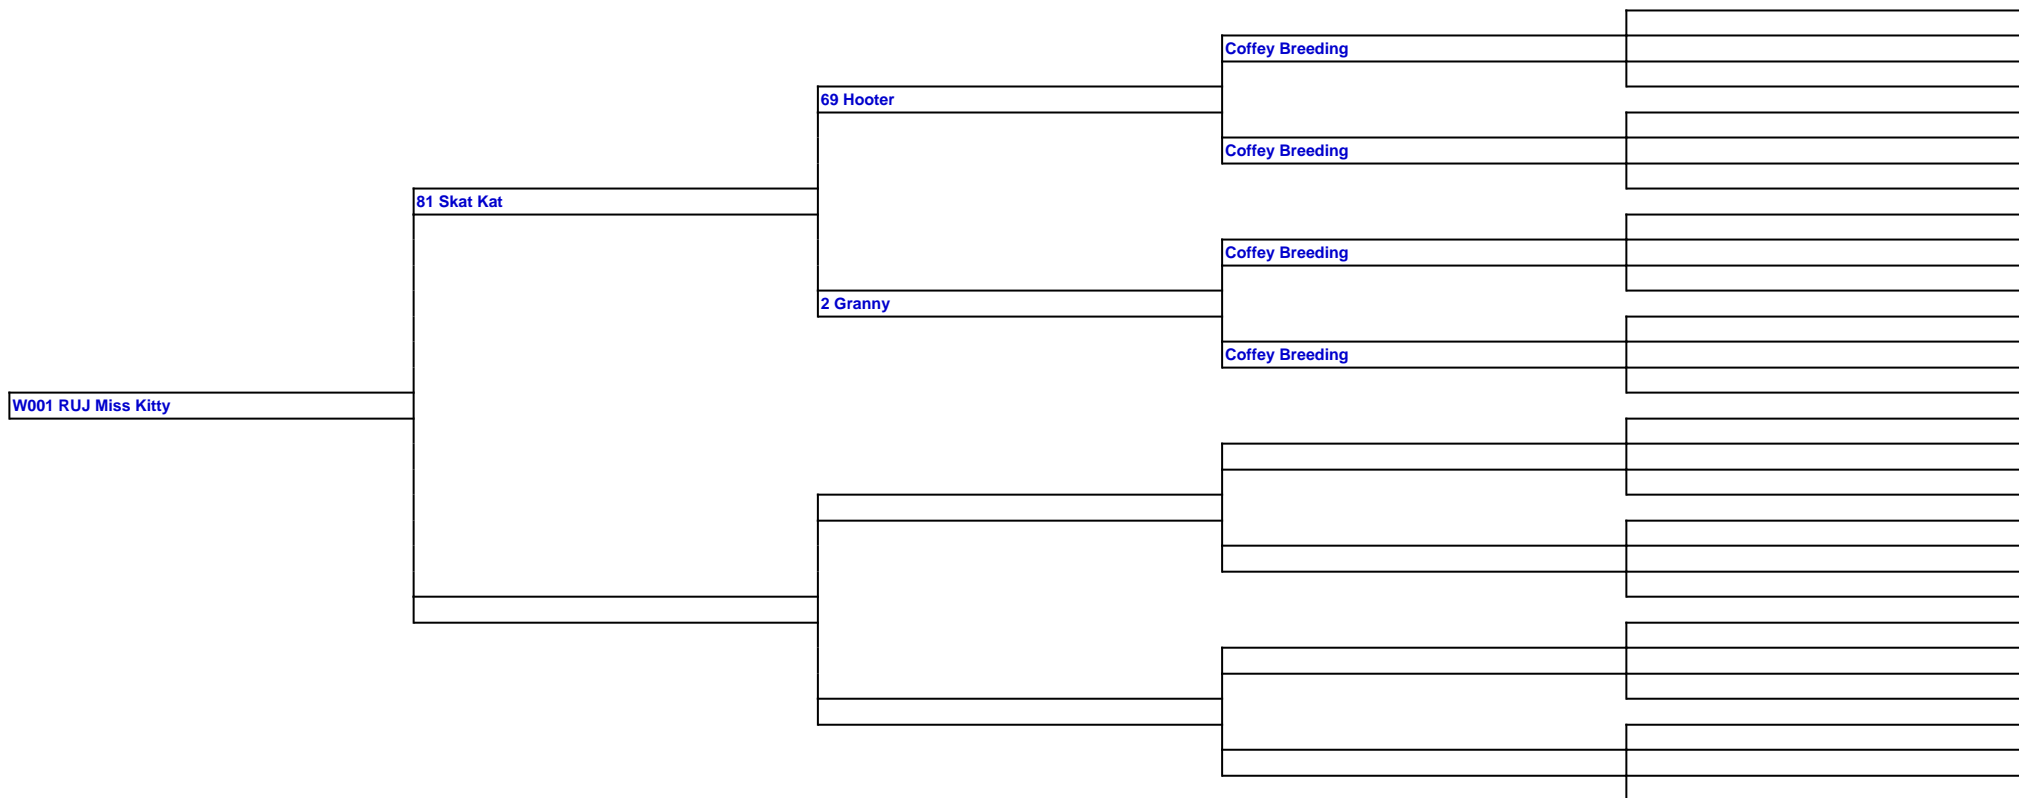 Coffey Breeding
69 Hooter
Coffey Breeding
81 Skat Kat
Coffey Breeding
2 Granny
Coffey Breeding
W001 RUJ Miss Kitty